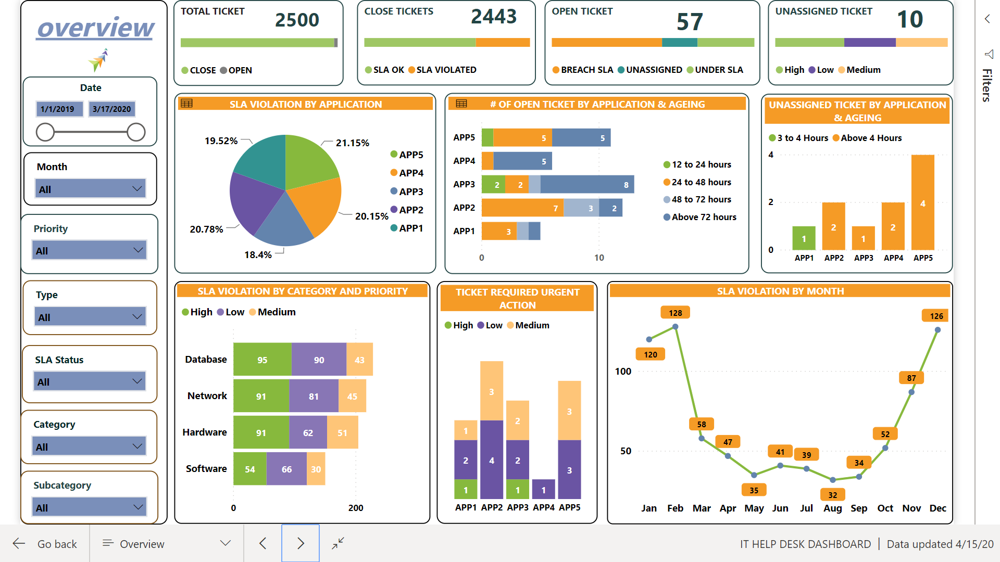 overview
Date
1/1/2019 3/17/2020
Month
All
Priority
All
Type
All
SLA Status
All
Category
All
Subcategory
All
TOTAL TICKET 2500
CLOSE OPEN
CLOSE TICKETS 2443
SLA OK SLA VIOLATED
OPEN TICKET 57
BREACH SLA UNASSIGNED UNDER SLA
UNASSIGNED TICKET 10
High Low Medium
SLA VIOLATION BY APPLICATION
19.52% 21.15%
20.15%
20.78%
18.4%
APP5
APP4
APP3
APP2
APP1
# OF OPEN TICKET BY APPLICATION & AGEING
APP5 5 5
APP4 5
APP3 2 2 8
APP2 7 3 2
APP1 3
0 10
12 to 24 hours
24 to 48 hours
48 to 72 hours
Above 72 hours
UNASSIGNED TICKET BY APPLICATION
& AGEING
3 to 4 Hours Above 4 Hours
4
2
0
1 2 1 2 4
APP1 APP2 APP3 APP4 APP5
SLA VIOLATION BY CATEGORY AND PRIORITY
High Low Medium
Database 95 90 43
Network 91 81 45
Hardware 91 62 51
Software 54 66 30
0 200
TICKET REQUIRED URGENT
ACTION
High Low Medium
1 3 2 3
2 4 2 3
1 1 1
APP1 APP2 APP3 APP4 APP5
SLA VIOLATION BY MONTH
100
50
120 128 58 47 35 41 39 32 34 52 87 126
Jan Feb Mar Apr May Jun Jul Aug Sep Oct Nov Dec
Filters
Go back
Overview
IT HELP DESK DASHBOARD | Data updated 4/15/20